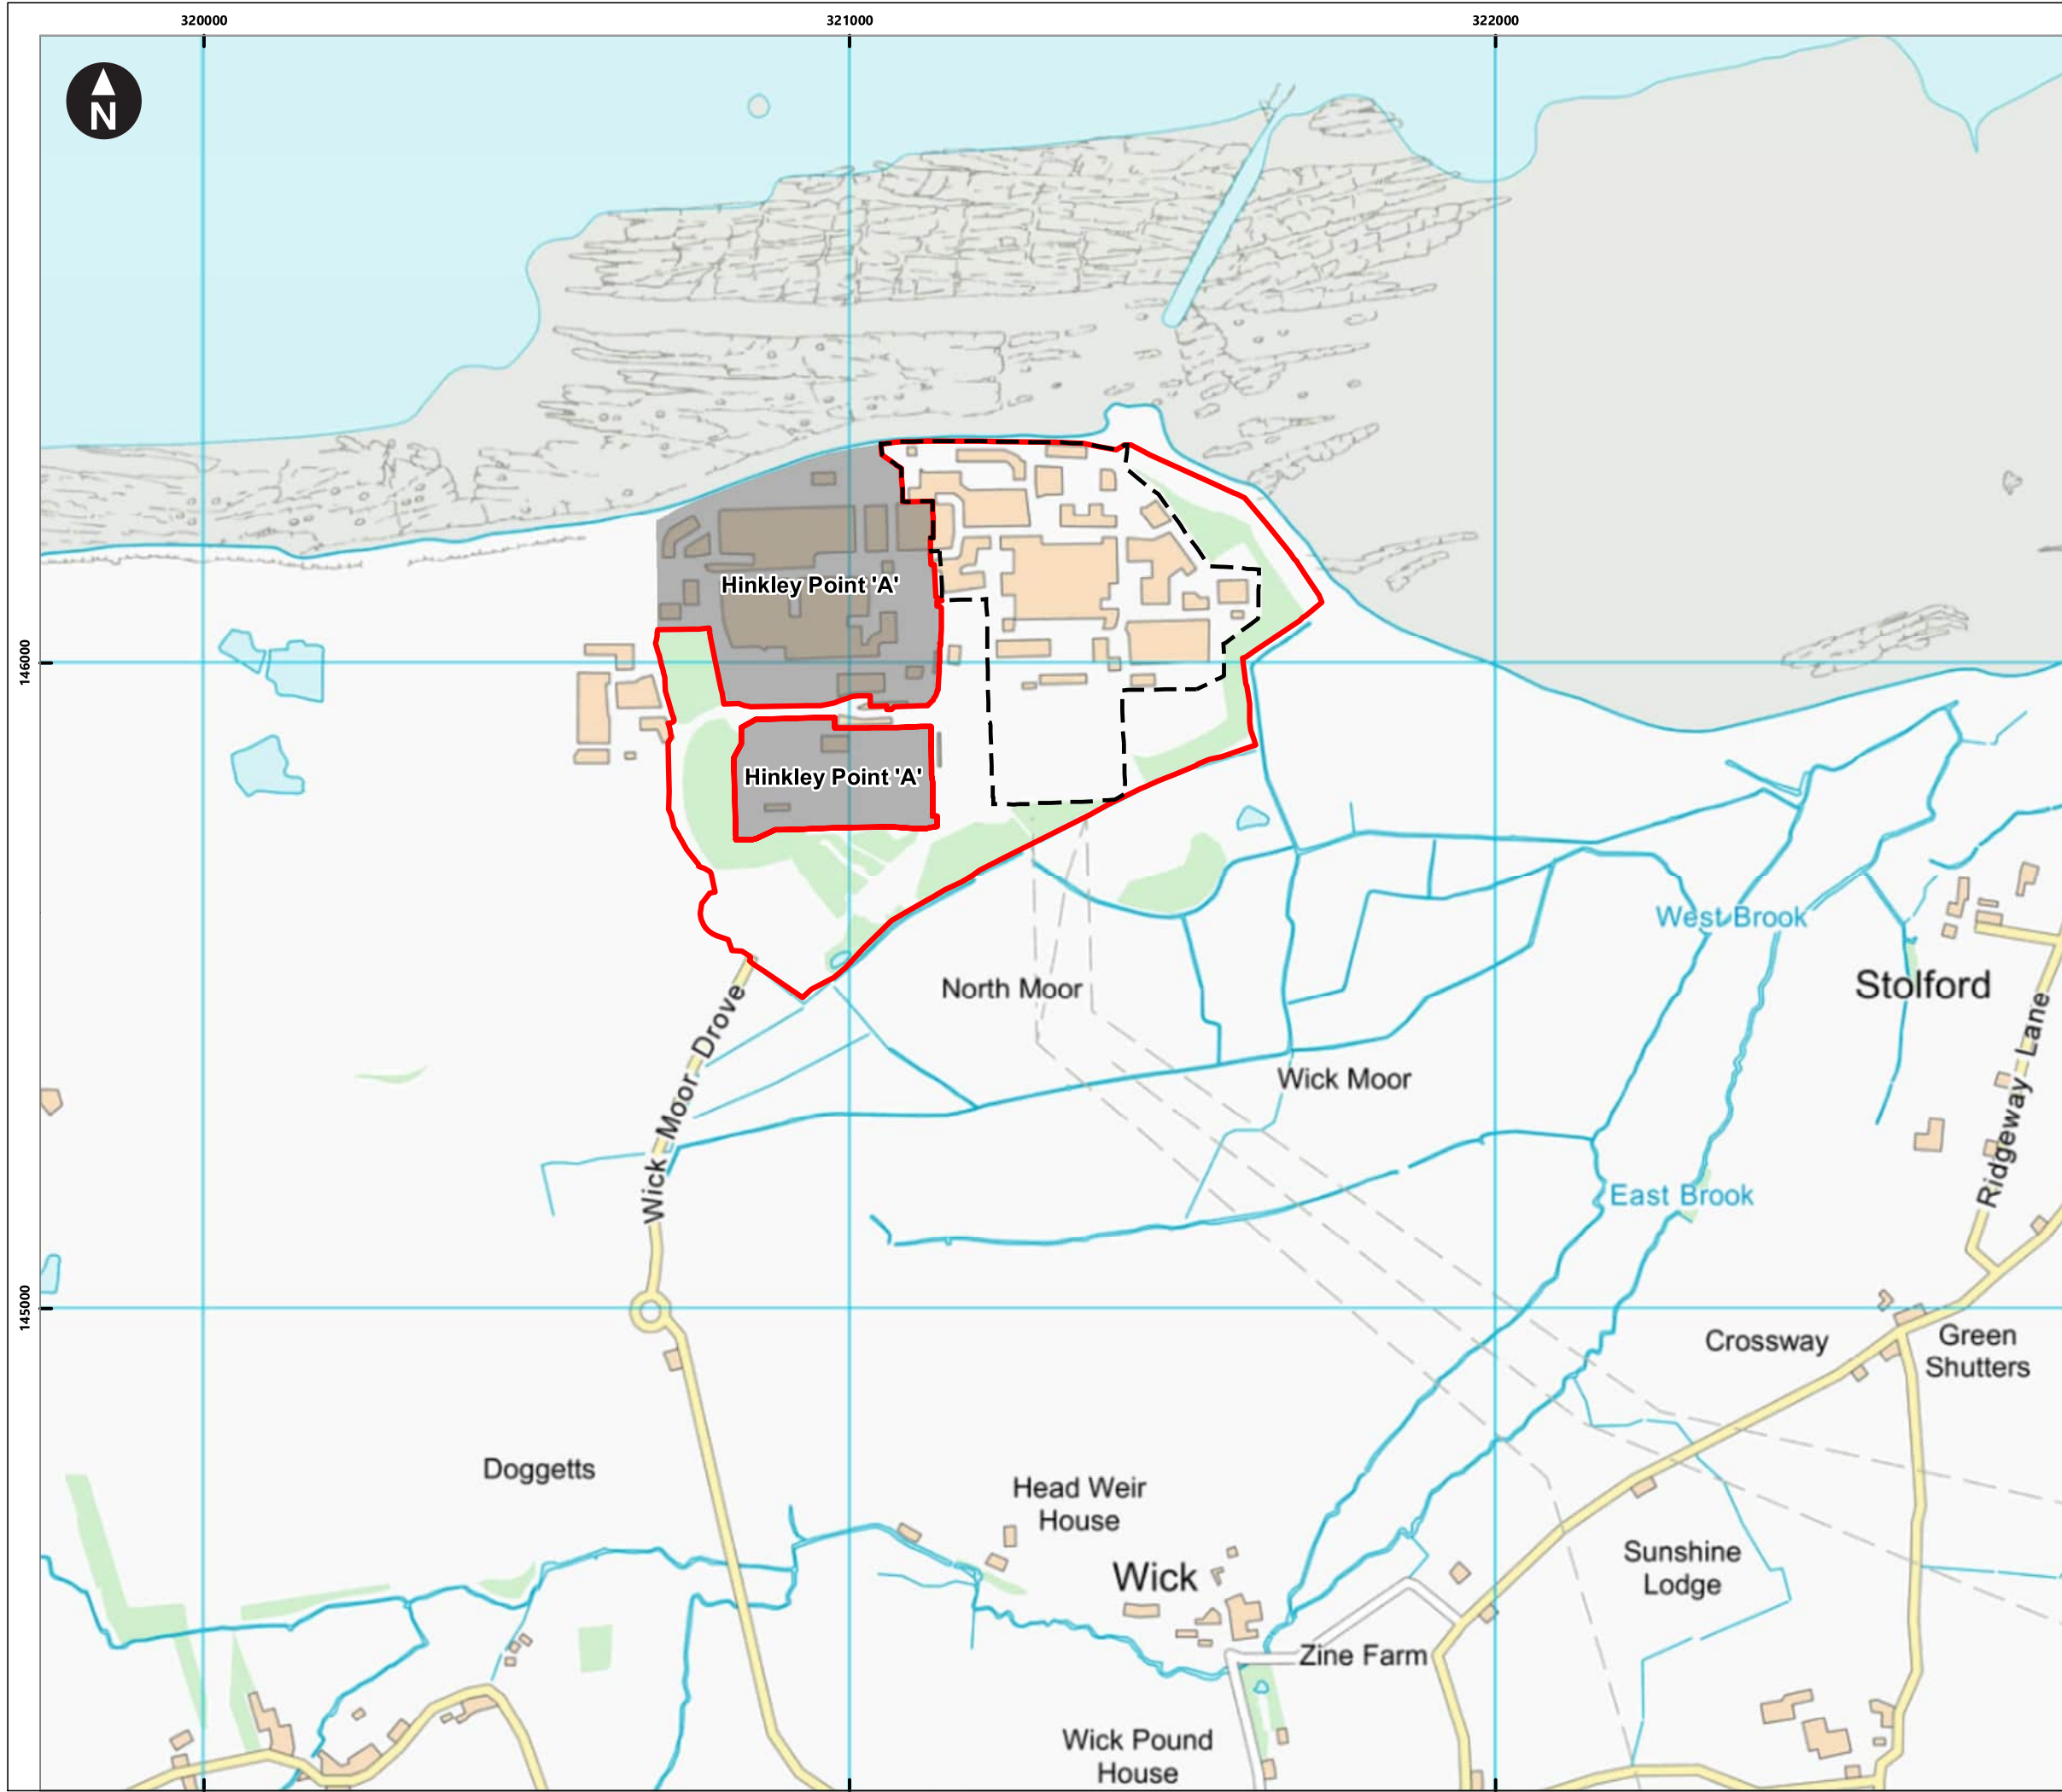 320000
321000
322000
N
146000
145000
Hinkley Point 'A'
Hinkley Point 'A'
West Brook
Stolford
North Moor
Wick Moor
Wick Moor Drove
Ridgeway Lane
East Brook
Crossway
Green
Shutters
Doggetts
Head Weir
House
Wick
Sunshine
Lodge
Zine Farm
Wick Pound
House